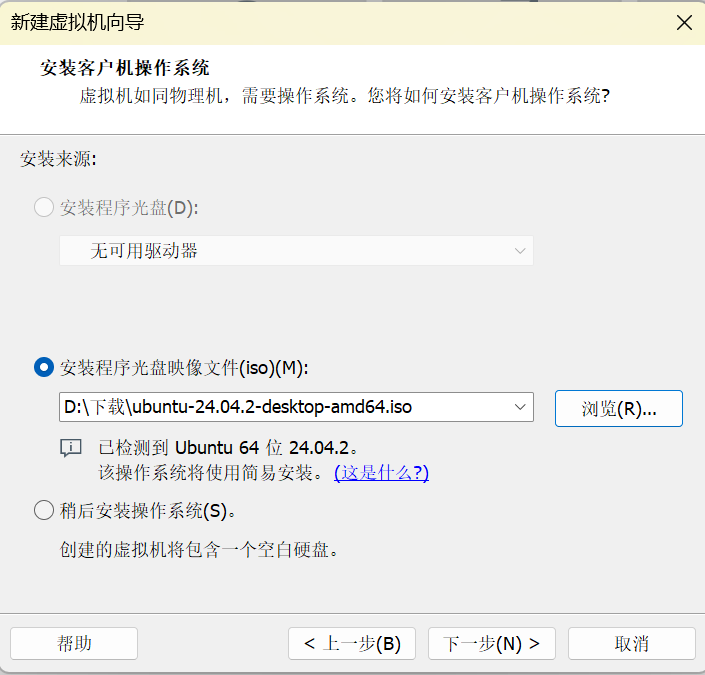 新建虚拟机向导
安装客户机操作系统
虚拟机如同物理机，需要操作系统。您将如何安装客户机操作系统?
安装来源:
安装程序光盘(D):
无可用驱动器
安装程序光盘映像文件(iso)(M):
D:\下载\ubuntu-24.04.2-desktop-amd64.iso
浏览(R)...
已检测到 Ubuntu 64 位 24.04.2。
该操作系统将使用简易安装。 (这是什么?)
稍后安装操作系统(S)。
创建的虚拟机将包含一个空白硬盘。
帮助
< 上一步(B)
下一步(N) >
取消